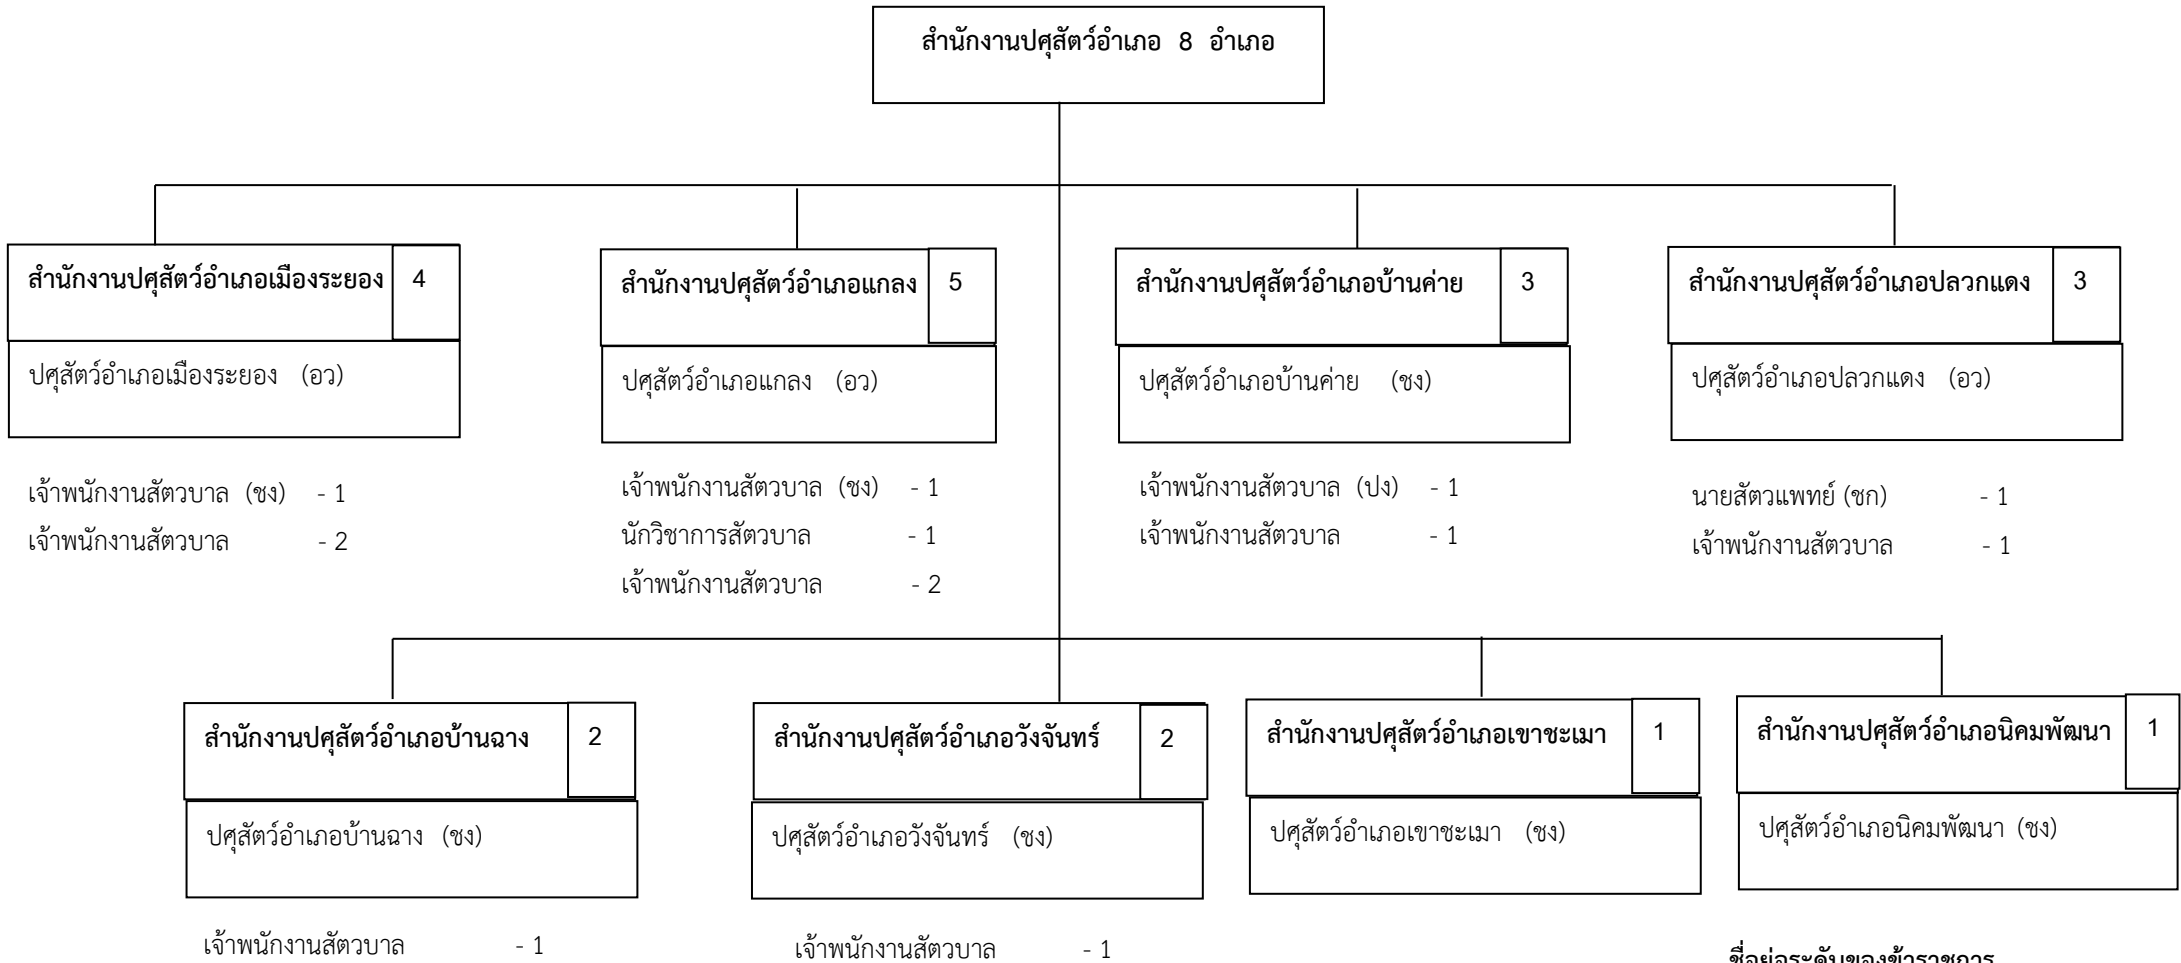 สำนักงานปศุสัตว์อำเภอ 8 อำเภอ
สำนักงานปศุสัตว์อำเภอเมืองระยอง 4
ปศุสัตว์อำเภอเมืองระยอง (อว)
เจ้าพนักงานสัตวบาล (ชง) - 1
เจ้าพนักงานสัตวบาล - 2
สำนักงานปศุสัตว์อำเภอแกลง 5
ปศุสัตว์อำเภอแกลง (อว)
เจ้าพนักงานสัตวบาล (ชง) - 1
นักวิชาการสัตวบาล - 1
เจ้าพนักงานสัตวบาล - 2
สำนักงานปศุสัตว์อำเภอบ้านค่าย 3
ปศุสัตว์อำเภอบ้านค่าย (ชง)
เจ้าพนักงานสัตวบาล (ปง) - 1
เจ้าพนักงานสัตวบาล - 1
สำนักงานปศุสัตว์อำเภอปลวกแดง 3
ปศุสัตว์อำเภอปลวกแดง (อว)
นายสัตวแพทย์ (ชก) - 1
เจ้าพนักงานสัตวบาล - 1
สำนักงานปศุสัตว์อำเภอบ้านฉาง 2
ปศุสัตว์อำเภอบ้านฉาง (ชง)
เจ้าพนักงานสัตวบาล - 1
สำนักงานปศุสัตว์อำเภอวังจันทร์ 2
ปศุสัตว์อำเภอวังจันทร์ (ชง)
เจ้าพนักงานสัตวบาล - 1
สำนักงานปศุสัตว์อำเภอเขาชะเมา 1
ปศุสัตว์อำเภอเขาชะเมา (ชง)
สำนักงานปศุสัตว์อำเภอนิคมพัฒนา 1
ปศุสัตว์อำเภอนิคมพัฒนา (ชง)
ชื่อย่อระดับของข้าราชการ